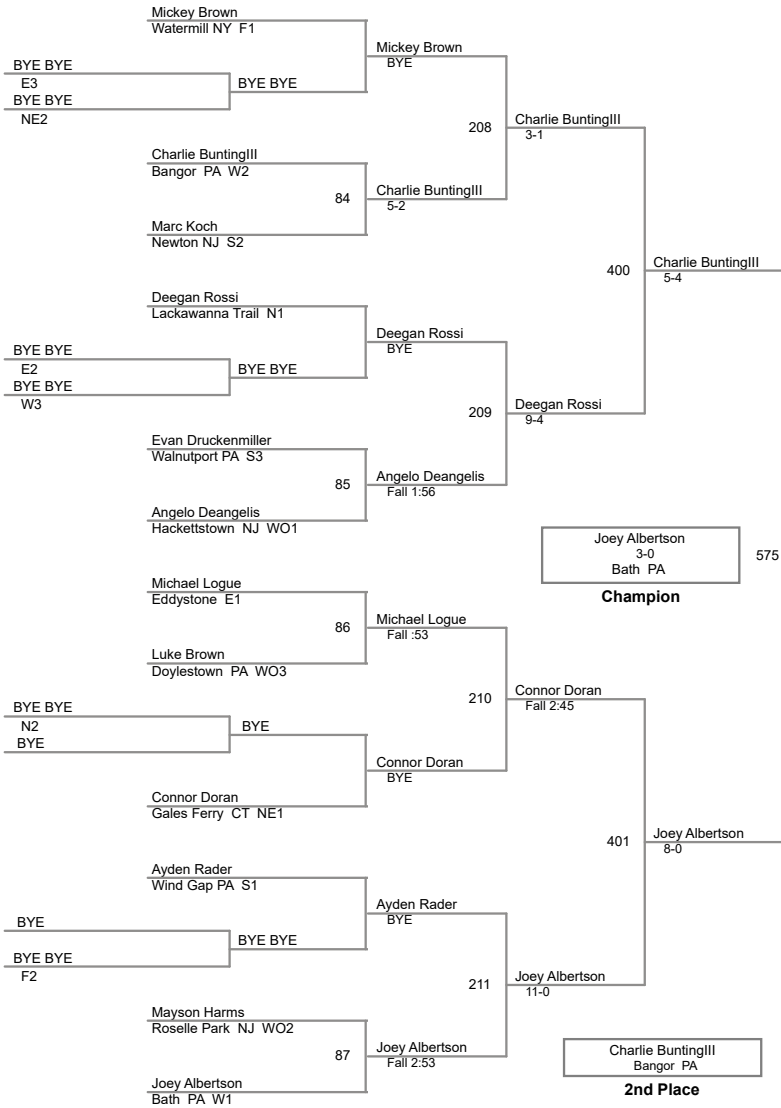 Mickey Brown
Watermill NY F1
Mickey Brown
BYE
BYE BYE
E3
BYE BYE
BYE BYE
NE2
208
Charlie BuntingIII
3-1
Charlie BuntingIII
Bangor PA W2
84
Charlie BuntingIII
5-2
Marc Koch
Newton NJ S2
400
Charlie BuntingIII
5-4
Deegan Rossi
Lackawanna Trail N1
Deegan Rossi
BYE
BYE BYE
E2
BYE BYE
BYE BYE
W3
209
Deegan Rossi
9-4
Evan Druckenmiller
Walnutport PA S3
85
Angelo Deangelis
Fall 1:56
Angelo Deangelis
Hackettstown NJ WO1
Joey Albertson
3-0
Bath PA
575
Champion
Michael Logue
Eddystone E1
86
Michael Logue
Fall :53
Luke Brown
Doylestown PA WO3
210
Connor Doran
Fall 2:45
BYE BYE
N2
BYE
BYE
Connor Doran
BYE
Connor Doran
Gales Ferry CT NE1
401
Joey Albertson
8-0
Ayden Rader
Wind Gap PA S1
Ayden Rader
BYE
BYE
BYE BYE
BYE BYE
F2
211
Joey Albertson
11-0
Mayson Harms
Roselle Park NJ WO2
87
Joey Albertson
Fall 2:53
Joey Albertson
Bath PA W1
Charlie BuntingIII
Bangor PA
2nd Place